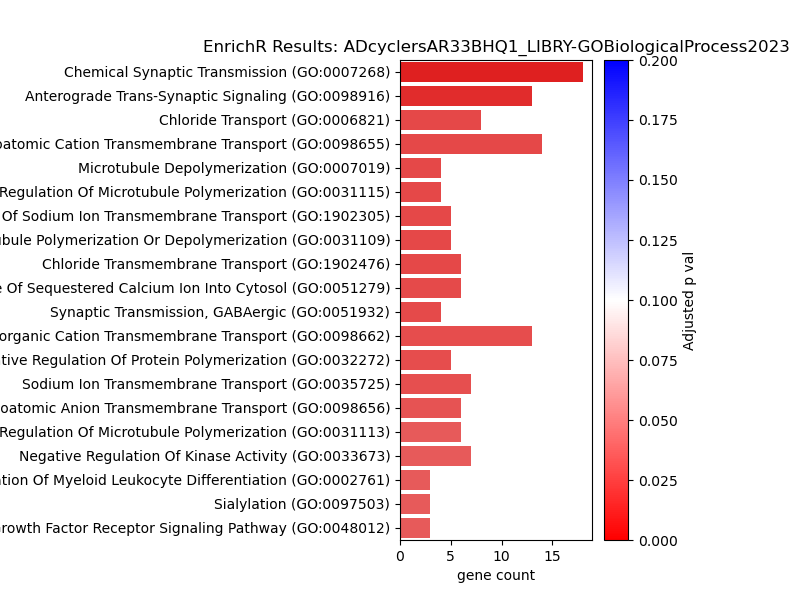 EnrichR Results: ADcyclersAR33BHQ1_LIBRY-GOBiologicalProcess2023
Chemical Synaptic Transmission (GO:0007268)
Anterograde Trans-Synaptic Signaling (GO:0098916)
Chloride Transport (GO:0006821)
Cation Transmembrane Transport (GO:0098655)
Microtubule Depolymerization (GO:0007019)
Regulation Of Microtubule Polymerization (GO:0031115)
Of Sodium Ion Transmembrane Transport (GO:1902305)
Polymerization Or Depolymerization (GO:0031109)
Chloride Transmembrane Transport (GO:1902476)
Of Sequestered Calcium Ion Into Cytosol (GO:0051279)
Synaptic Transmission, GABAergic (GO:0051932)
Cation Transmembrane Transport (GO:0098662)
Regulation Of Protein Polymerization (GO:0032272)
Sodium Ion Transmembrane Transport (GO:0035725)
Anion Transmembrane Transport (GO:0098656)
Regulation Of Microtubule Polymerization (GO:0031113)
Negative Regulation Of Kinase Activity (GO:0033673)
Of Myeloid Leukocyte Differentiation (GO:0002761)
Sialylation (GO:0097503)
Factor Receptor Signaling Pathway (GO:0048012)
0 5 10 15
gene count
0.200
0.175
0.150
0.125
0.100
0.075
0.050
0.025
0.000
Adjusted p val